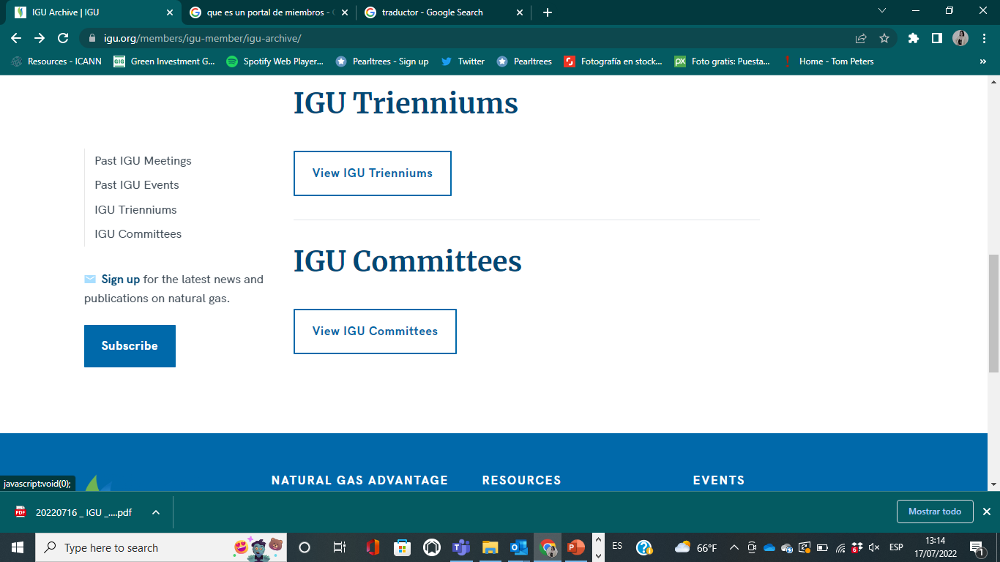 IGU Archive | IGU
que es un portal de miembros -
traductor - Google Search
igu.org/members/igu-member/igu-archive/
Resources - ICANN
Green Investment G...
Spotify Web Player...
Pearltrees - Sign up
Twitter
Pearltrees
Fotografía en stock...
Foto gratis: Puesta...
Home - Tom Peters
»
IGU Trienniums
View IGU Trienniums
Past IGU Meetings
Past IGU Events
IGU Trienniums
IGU Committees
IGU Committees
View IGU Committees
Sign up for the latest news and
publications on natural gas.
Subscribe
NATURAL GAS ADVANTAGE
RESOURCES
EVENTS
javascript:void(0);
PDF
20220716 _ IGU _....pdf
Mostrar todo
Type here to search
ES
66°F
6
ESP
13:14
17/07/2022
1